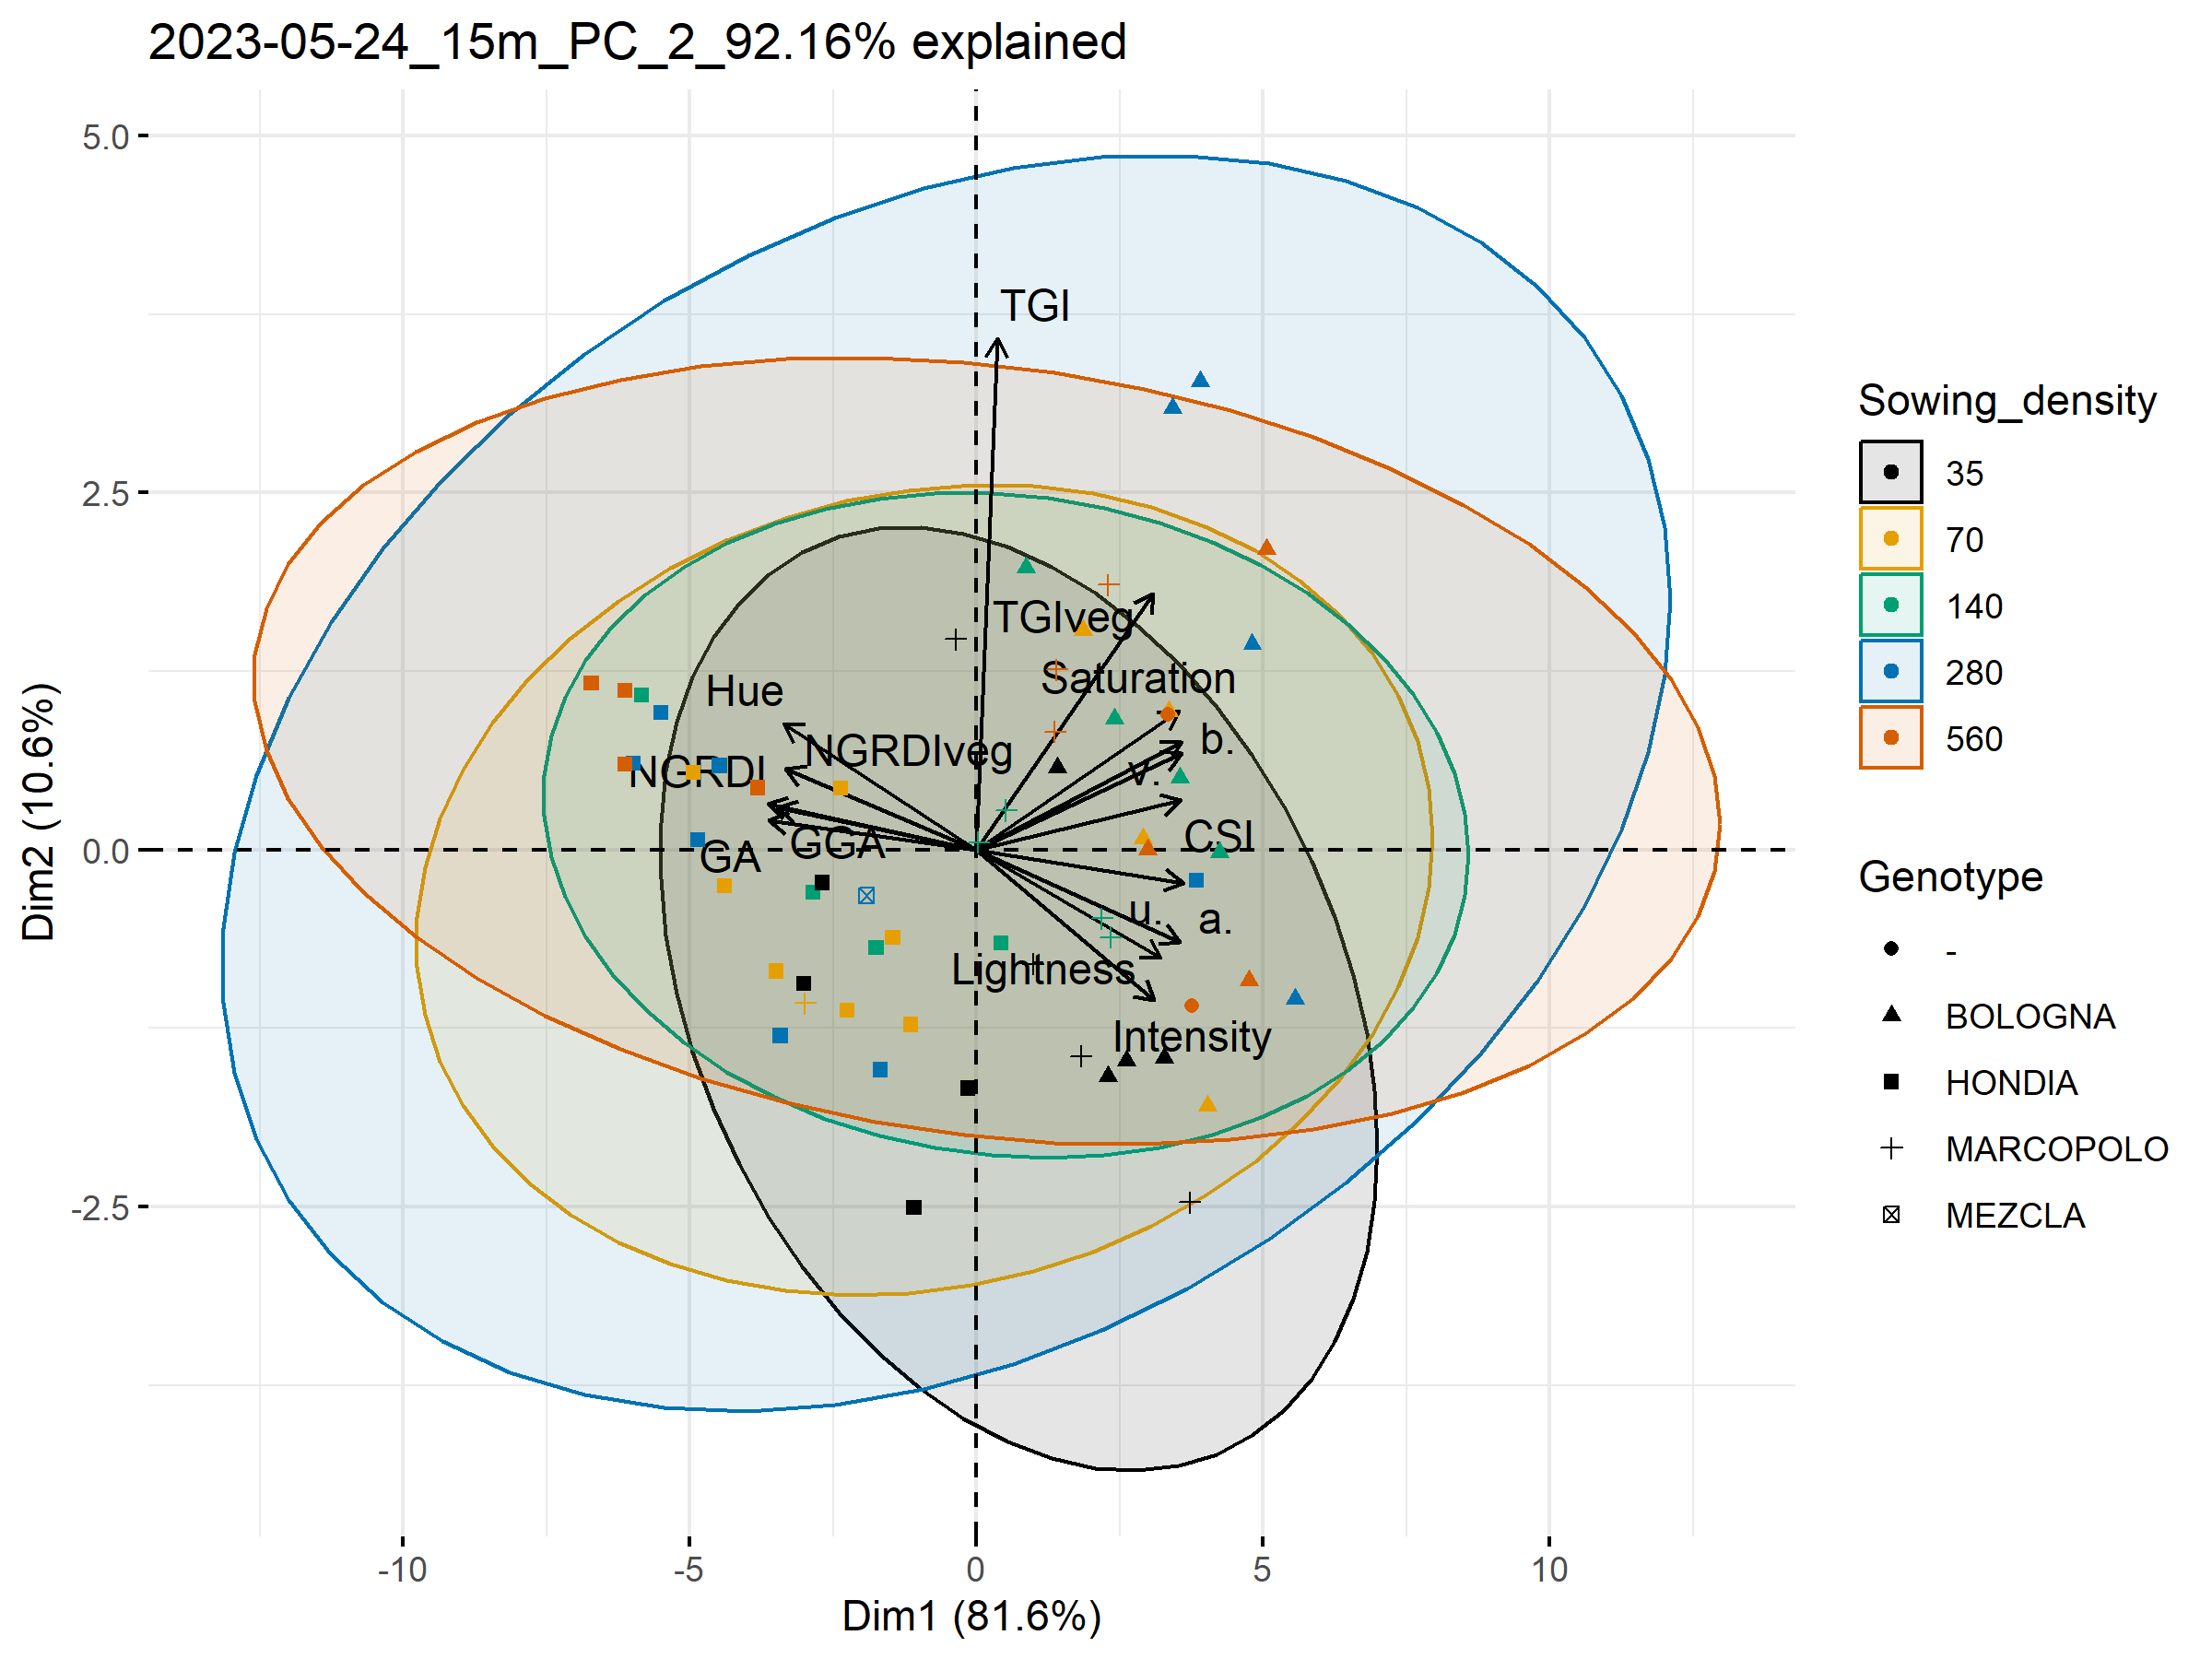 2023-05-24_15m_PC_2_92.16% explained
5.0
2.5
0.0
-2.5
Dim2 (10.6%)
TGI
TGIveg
Saturation
Hue
b.
NGRDIveg
v.
NGRDI
CSI
GGA
GA
u.
a.
Lightness
Intensity
-10
-5
0
5
10
Dim1 (81.6%)
Sowing_density
35
70
140
280
560
Genotype
-
BOLOGNA
HONDIA
MARCOPOLO
MEZCLA